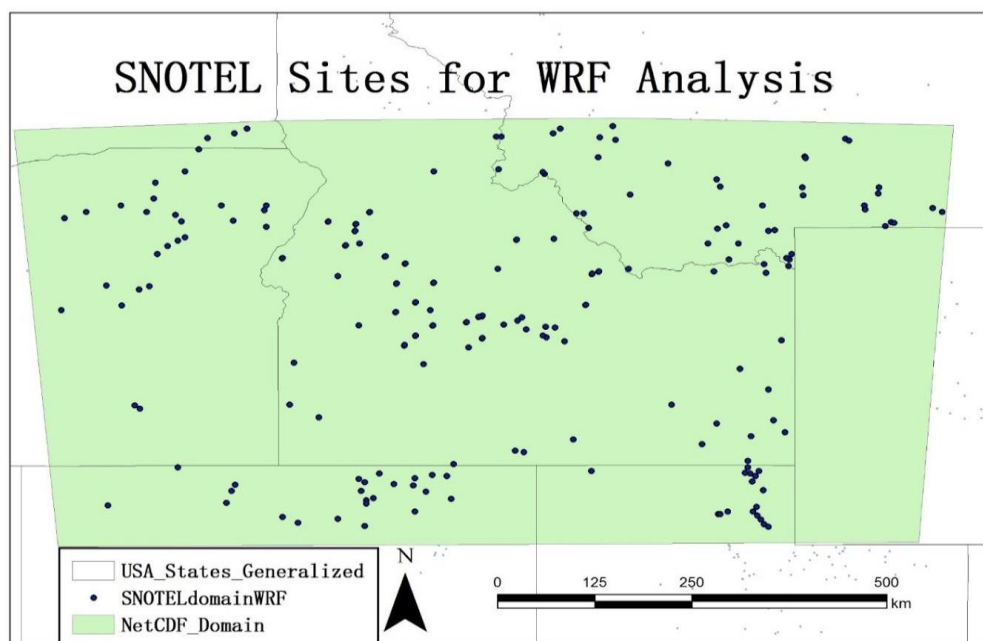 SNOTEL Sites for WRF Analysis
USA_States_Generalized
SNOTELdomainWRF
NetCDF_Domain
N
0 125 250 500
km